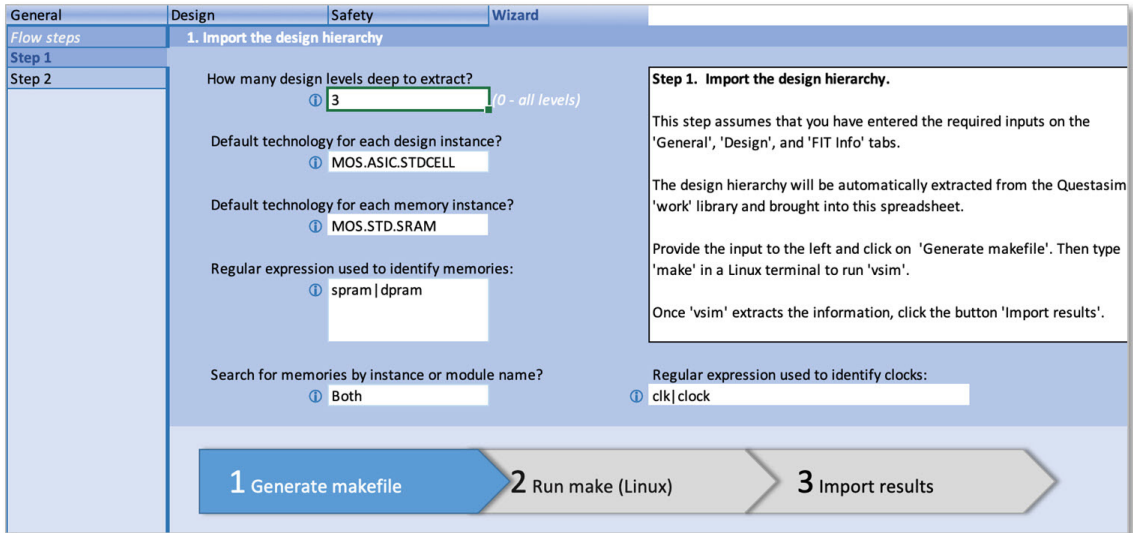 General Design Safety Wizard
Flow steps
1. Import the design hierarchy
Step 1
Step 2
How many design levels deep to extract?
3 (0 - all levels)
Default technology for each design instance?
MOS.ASIC.STDCELL
Default technology for each memory instance?
MOS.STD.SRAM
Regular expression used to identify memories:
spram|dpram
Search for memories by instance or module name?
Both
Step 1. Import the design hierarchy.
This step assumes that you have entered the required inputs on the
'General', 'Design', and 'FIT Info' tabs.
The design hierarchy will be automatically extracted from the Questasim
'work' library and brought into this spreadsheet.
Provide the input to the left and click on 'Generate makefile'. Then type
'make' in a Linux terminal to run 'vsim'.
Once 'vsim' extracts the information, click the button 'Import results'.
Regular expression used to identify clocks:
clk|clock
1 Generate makefile
2 Run make (Linux)
3 Import results